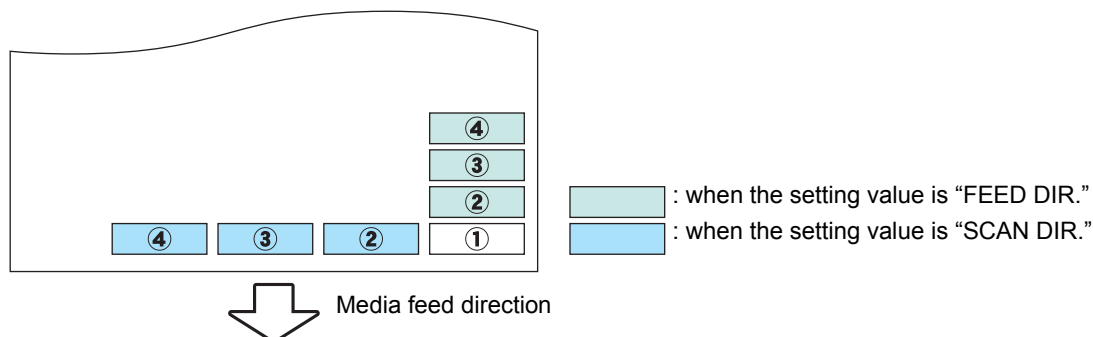 ④
③
②
④ ③ ② ①
: when the setting value is “FEED DIR.”
: when the setting value is “SCAN DIR.”
Media feed direction